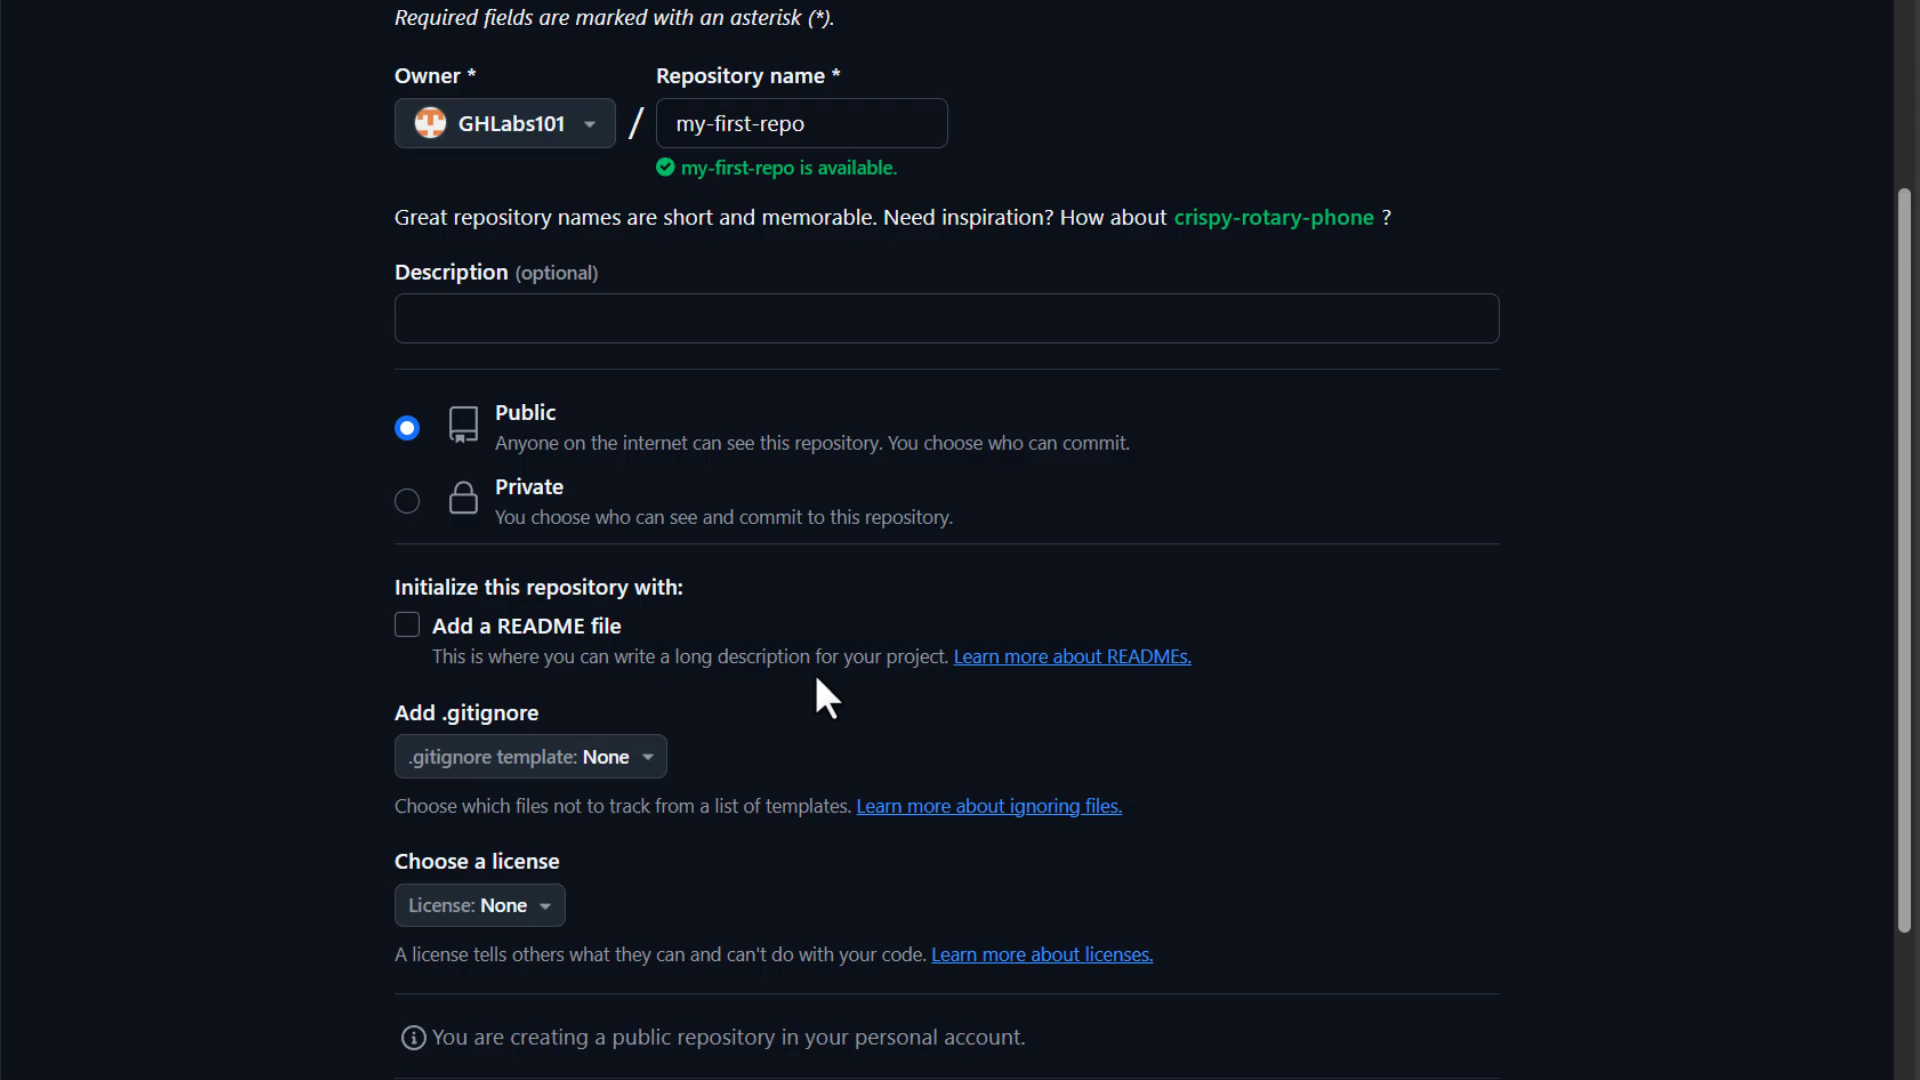 Required fields are marked with an asterisk (*).
Owner * Repository name *
GHLabs101 / my-first-repo
my-first-repo is available.
Great repository names are short and memorable. Need inspiration? How about crispy-rotary-phone ?
Description (optional)
Public
Anyone on the internet can see this repository. You choose who can commit.
Private
You choose who can see and commit to this repository.
Initialize this repository with:
Add a README file
This is where you can write a long description for your project. Learn more about READMEs.
Add .gitignore
.gitignore template: None
Choose which files not to track from a list of templates. Learn more about ignoring files.
Choose a license
License: None
A license tells others what they can and can't do with your code. Learn more about licenses.
You are creating a public repository in your personal account.